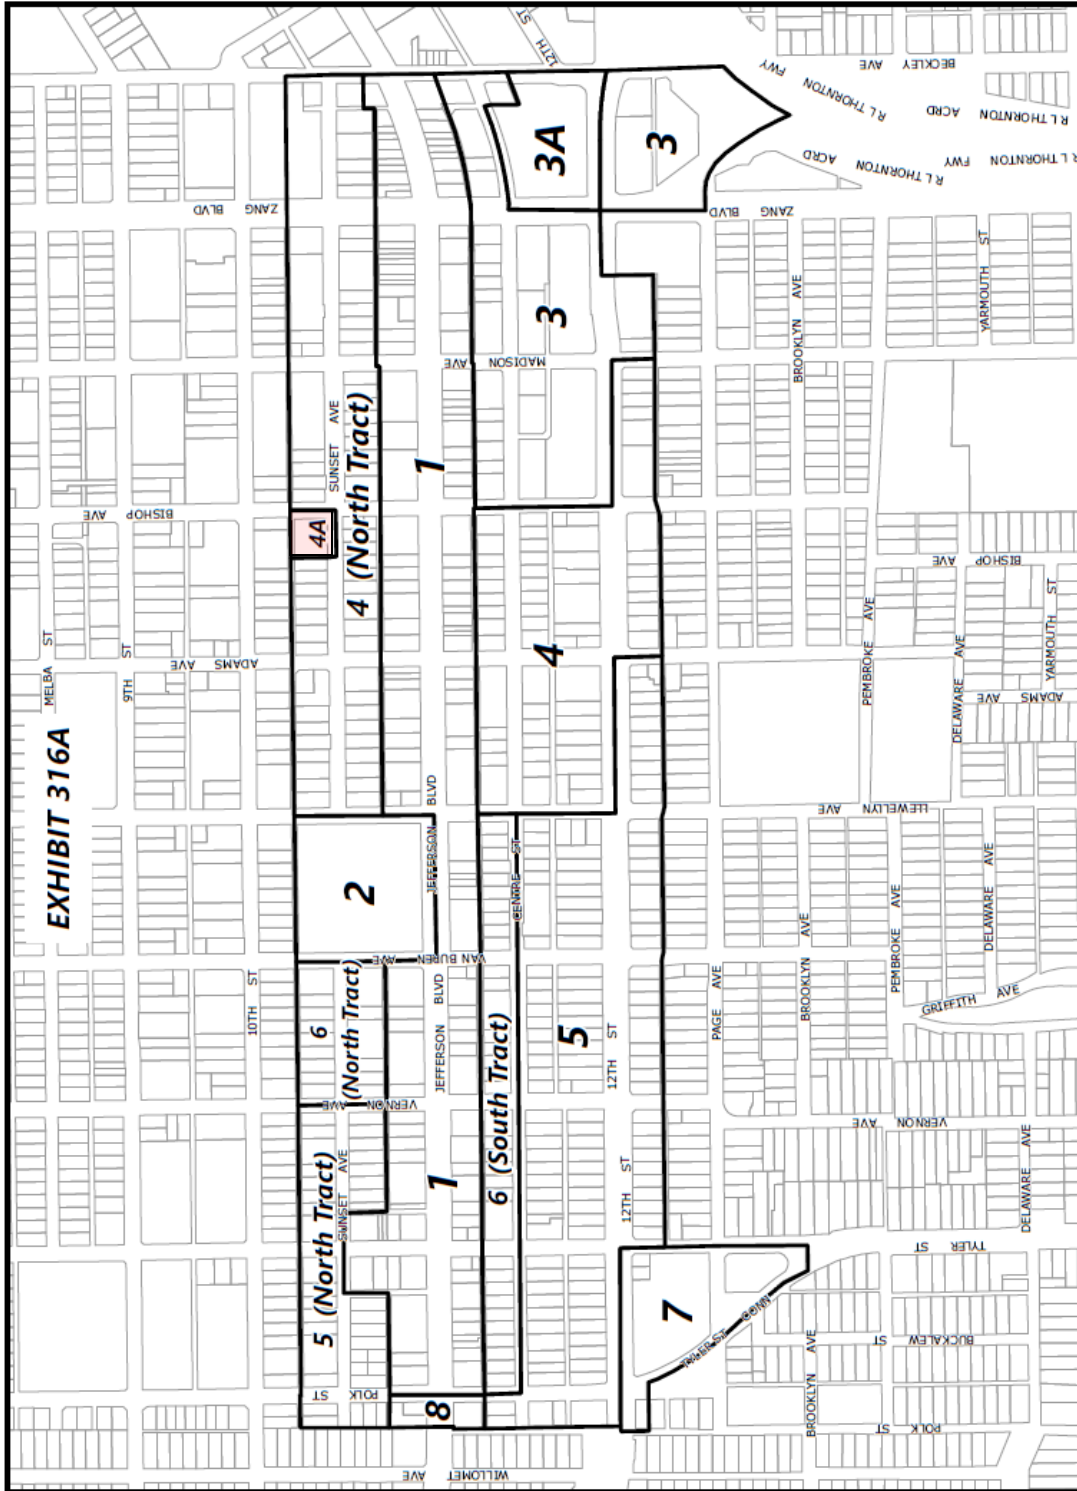 EXHIBIT 316A
MELBA ST
9TH ST
10TH ST
WILLOMET AVE
POLK ST
VERNON AVE
VAN BUREN AVE
ADAMS AVE
BISHOP AVE
MADISON AVE
ZANG BLVD
12TH ST
BECKLEY AVE
5 (North Tract)
SUNSET AVE
6
(North Tract)
2
4 (North Tract)
4A
SUNSET AVE
8
1
JEFFERSON BLVD
JEFFERSON BLVD
JEFFERSON BLVD
1
6 (South Tract)
CENTRE ST
5
4
3
3A
3
12TH ST
12TH ST
7
TYLER ST CONN
PAGE AVE
ZANG BLVD
R L THORNTON FWY
R L THORNTON ACRD
R L THORNTON ACRD
R L THORNTON FWY
BROOKLYN AVE
BROOKLYN AVE
BROOKLYN AVE
LLEWELLYN AVE
VERNON AVE
PEMBROKE AVE
PEMBROKE AVE
POLK ST
BUCKALEW ST
TYLER ST
GRIFFITH AVE
DELAWARE AVE
DELAWARE AVE
DELAWARE AVE
BISHOP AVE
ADAMS AVE
YARMOUTH ST
YARMOUTH ST